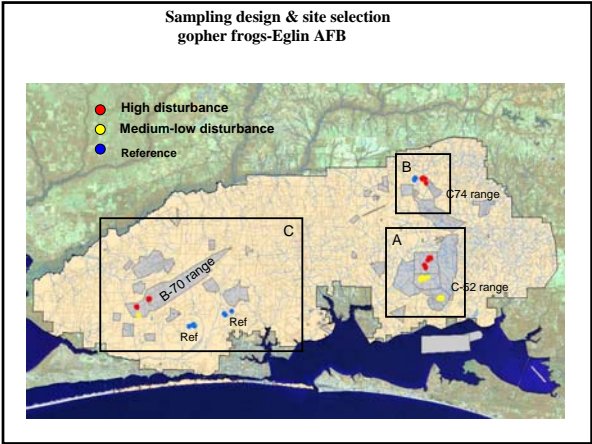 Sampling design & site selection
gopher frogs-Eglin AFB
High disturbance
Medium-low disturbance
Reference
B
C74 range
C
A
B-70 range
C-52 range
Ref
Ref